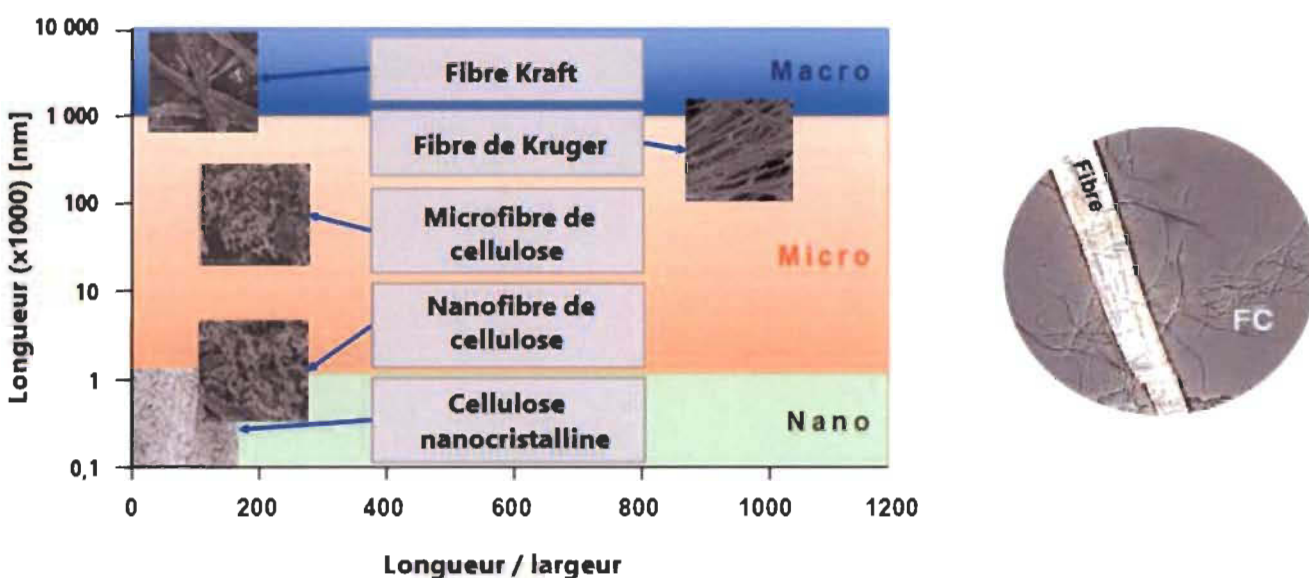 10 000
1 000
100
10
1
0,1
Longueur (x1000) [nm]
Fibre Kraft
Fibre de Kruger
Microfibre de
cellulose
Nanofibre de
cellulose
Cellulose
nanocristalline
Macro
Micro
Nano
0
200
400
600
800
1000
1200
Longueur / largeur
Fibre
FC